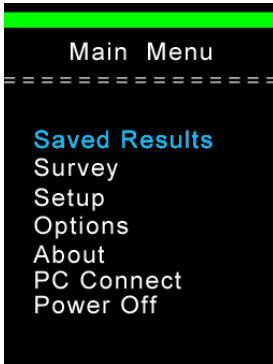 Main Menu
===============
Saved Results
Survey
Setup
Options
About
PC Connect
Power Off